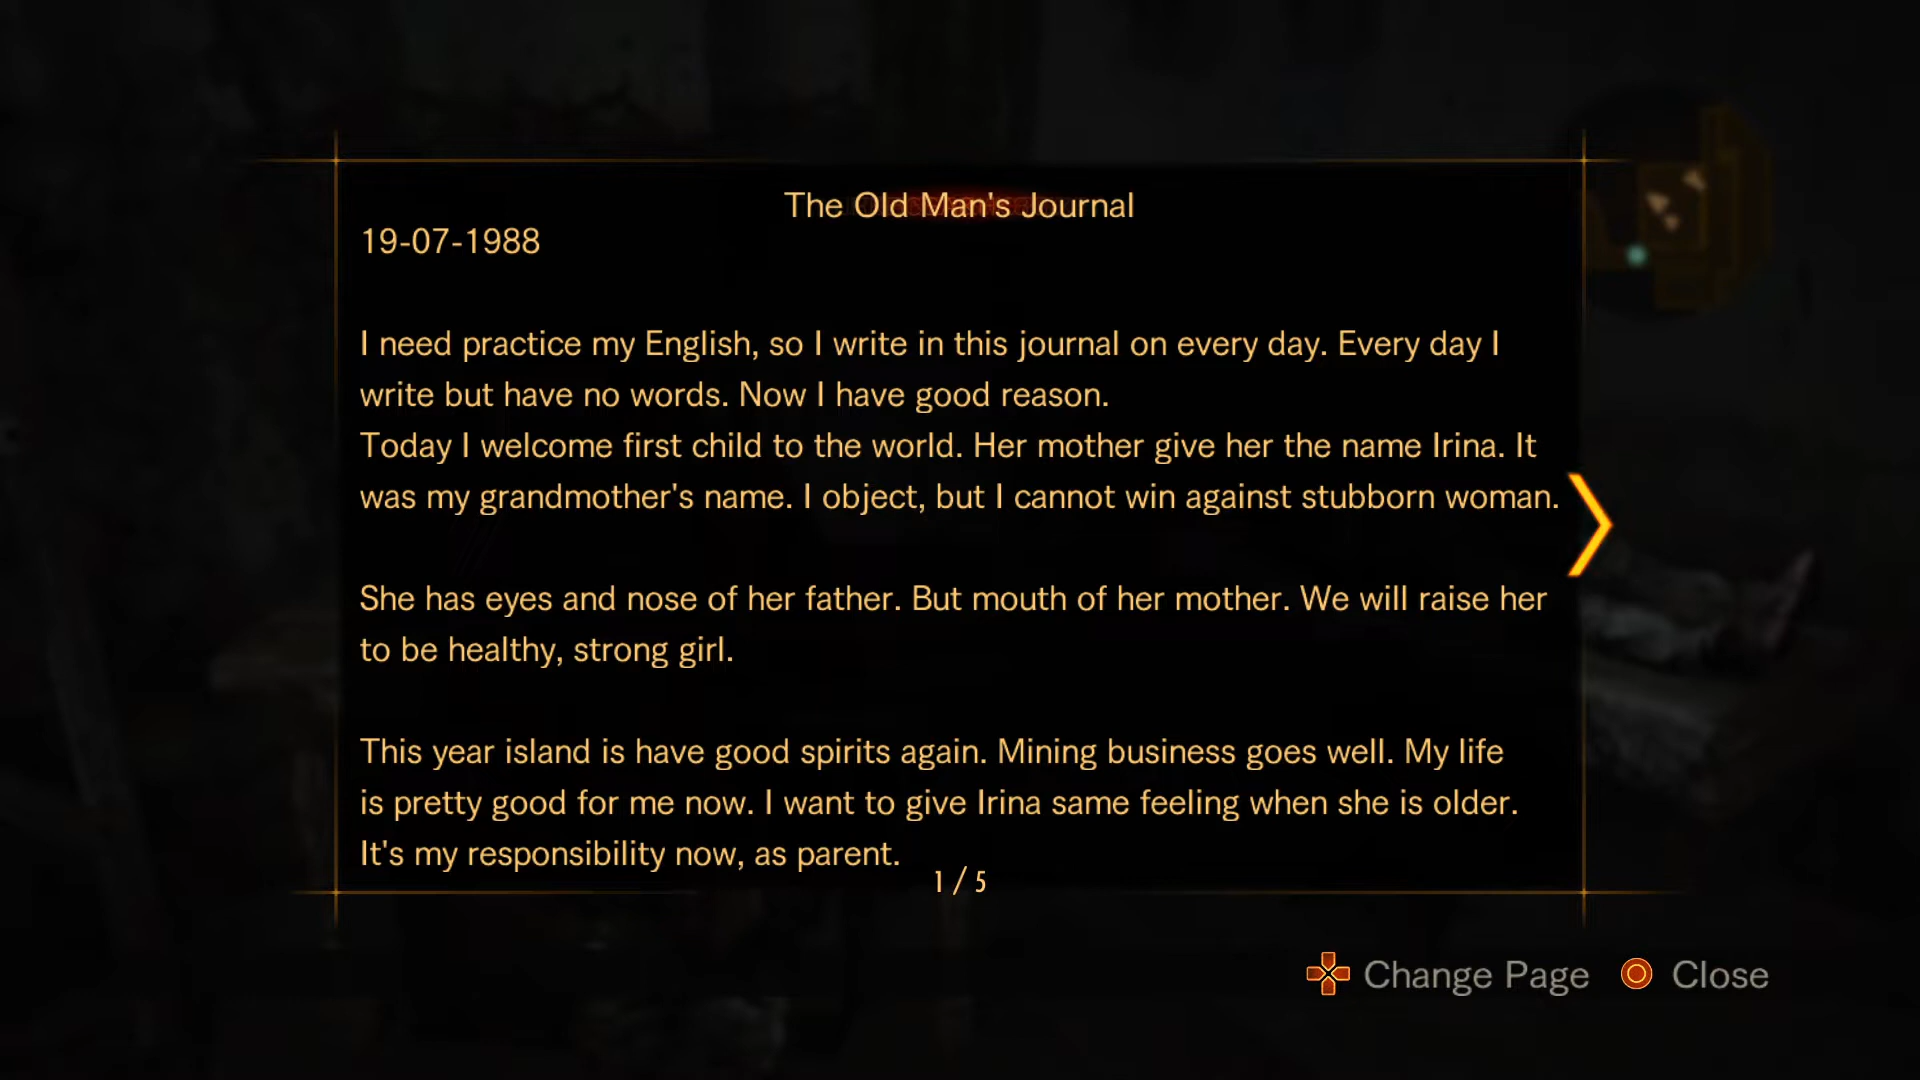 The Old Man's Journal
19-07-1988
I need practice my English, so I write in this journal on every day. Every day I
write but have no words. Now I have good reason.
Today I welcome first child to the world. Her mother give her the name Irina. It
was my grandmother's name. I object, but I cannot win against stubborn woman.
She has eyes and nose of her father. But mouth of her mother. We will raise her
to be healthy, strong girl.
This year island is have good spirits again. Mining business goes well. My life
is pretty good for me now. I want to give Irina same feeling when she is older.
It's my responsibility now, as parent.
1 / 5
Change Page Close